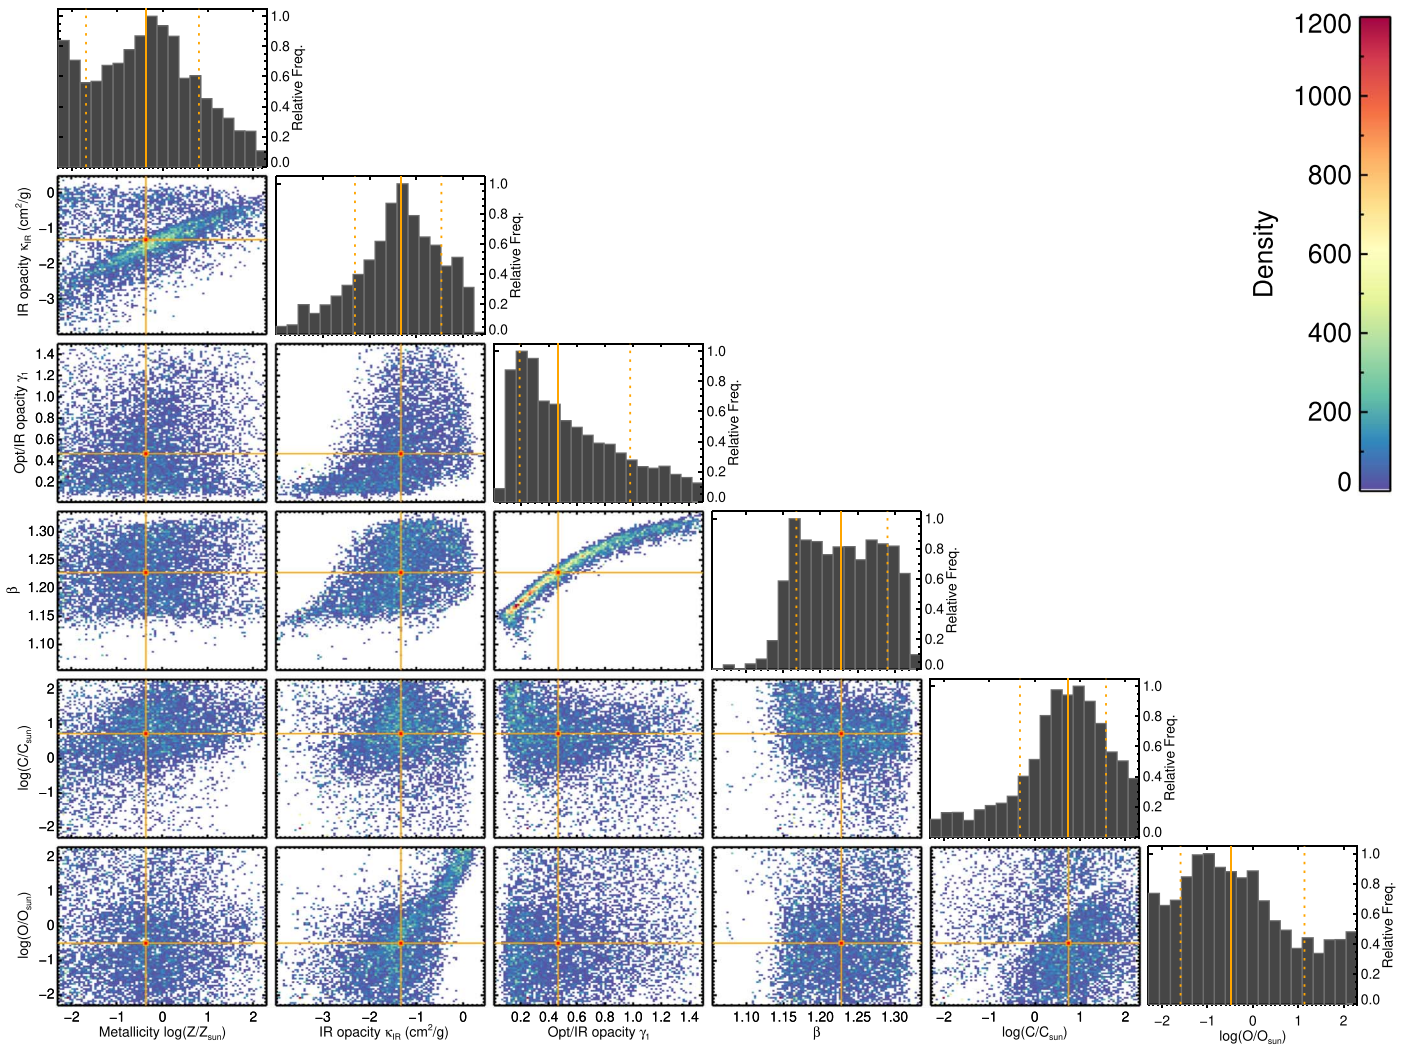 1.0
0.8
0.6
0.4
0.2
0.0
Relative Freq.
1200
1000
800
600
400
200
0
Density
0
−1
−2
−3
IR opacity κIR (cm²/g)
1.0
0.8
0.6
0.4
0.2
0.0
Relative Freq.
1.4
1.2
1.0
0.8
0.6
0.4
0.2
Opt/IR opacity γ1
1.0
0.8
0.6
0.4
0.2
0.0
Relative Freq.
1.30
1.25
1.20
1.15
1.10
β
1.0
0.8
0.6
0.4
0.2
0.0
Relative Freq.
2
1
0
−1
−2
log(C/Csun)
1.0
0.8
0.6
0.4
0.2
0.0
Relative Freq.
2
1
0
−1
−2
log(O/Osun)
1.0
0.8
0.6
0.4
0.2
0.0
Relative Freq.
−2 −1 0 1 2
Metallicity log(Z/Zsun)
−3 −2 −1 0
IR opacity κIR (cm²/g)
0.2 0.4 0.6 0.8 1.0 1.2 1.4
Opt/IR opacity γ1
1.10 1.15 1.20 1.25 1.30
β
−2 −1 0 1 2
log(C/Csun)
−2 −1 0 1 2
log(O/Osun)